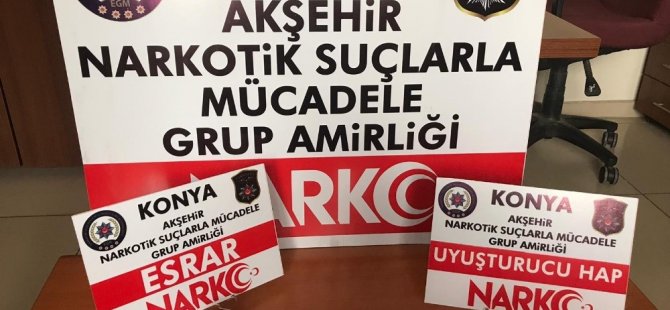 EGM
AKŞEHİR
NARKOTİK SUÇLARLA
MÜCADELE
GRUP AMİRLİĞİ
NARKO
KONYA
AKŞEHİR
NARKOTİK SUÇLARLA MÜCADELE
GRUP AMİRLİĞİ
ESRAR
NARKO
KONYA
AKŞEHİR
NARKOTİK SUÇLARLA MÜCADELE
GRUP AMİRLİĞİ
UYUŞTURUCU HAP
NARKO